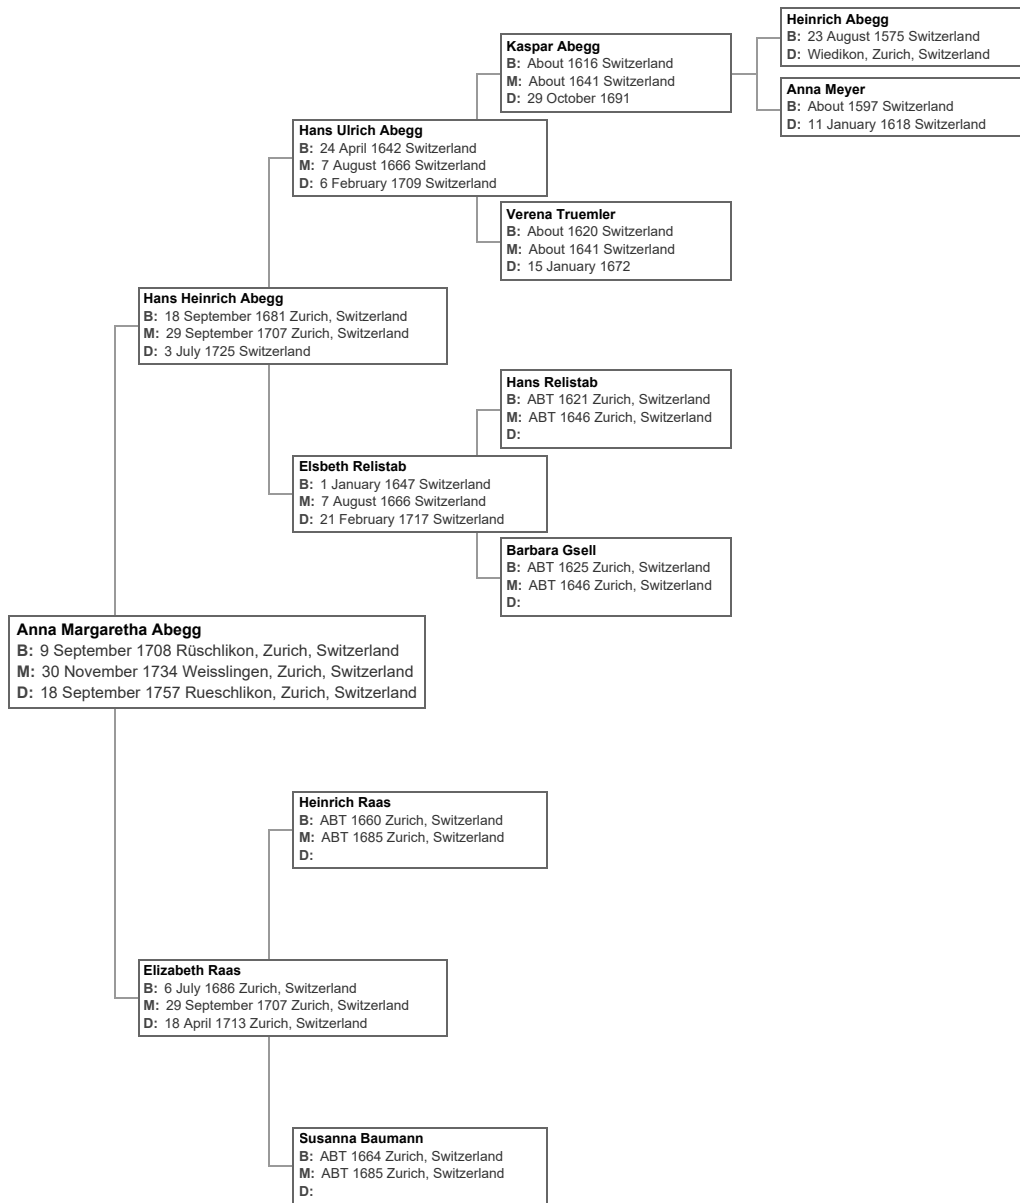 Heinrich Abegg
B: 23 August 1575 Switzerland
D: Wiedikon, Zurich, Switzerland
Kaspar Abegg
B: About 1616 Switzerland
M: About 1641 Switzerland
D: 29 October 1691
Anna Meyer
B: About 1597 Switzerland
D: 11 January 1618 Switzerland
Hans Ulrich Abegg
B: 24 April 1642 Switzerland
M: 7 August 1666 Switzerland
D: 6 February 1709 Switzerland
Verena Truemler
B: About 1620 Switzerland
M: About 1641 Switzerland
D: 15 January 1672
Hans Heinrich Abegg
B: 18 September 1681 Zurich, Switzerland
M: 29 September 1707 Zurich, Switzerland
D: 3 July 1725 Switzerland
Hans Relistab
B: ABT 1621 Zurich, Switzerland
M: ABT 1646 Zurich, Switzerland
D:
Elsbeth Relistab
B: 1 January 1647 Switzerland
M: 7 August 1666 Switzerland
D: 21 February 1717 Switzerland
Barbara Gsell
B: ABT 1625 Zurich, Switzerland
M: ABT 1646 Zurich, Switzerland
D:
Anna Margaretha Abegg
B: 9 September 1708 Rüschlikon, Zurich, Switzerland
M: 30 November 1734 Weisslingen, Zurich, Switzerland
D: 18 September 1757 Rueschlikon, Zurich, Switzerland
Heinrich Raas
B: ABT 1660 Zurich, Switzerland
M: ABT 1685 Zurich, Switzerland
D:
Elizabeth Raas
B: 6 July 1686 Zurich, Switzerland
M: 29 September 1707 Zurich, Switzerland
D: 18 April 1713 Zurich, Switzerland
Susanna Baumann
B: ABT 1664 Zurich, Switzerland
M: ABT 1685 Zurich, Switzerland
D: